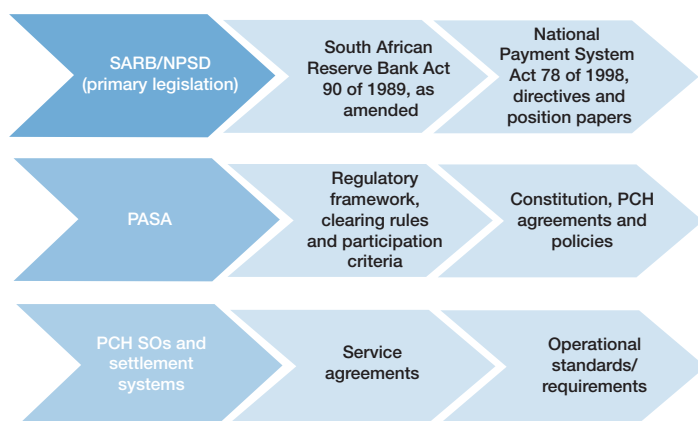 SARB/NPSD
(primary legislation)
South African
Reserve Bank Act
90 of 1989, as
amended
National
Payment System
Act 78 of 1998,
directives and
position papers
PASA
Regulatory
framework,
clearing rules
and participation
criteria
Constitution, PCH
agreements and
policies
PCH SOs and
settlement
systems
Service
agreements
Operational
standards/
requirements